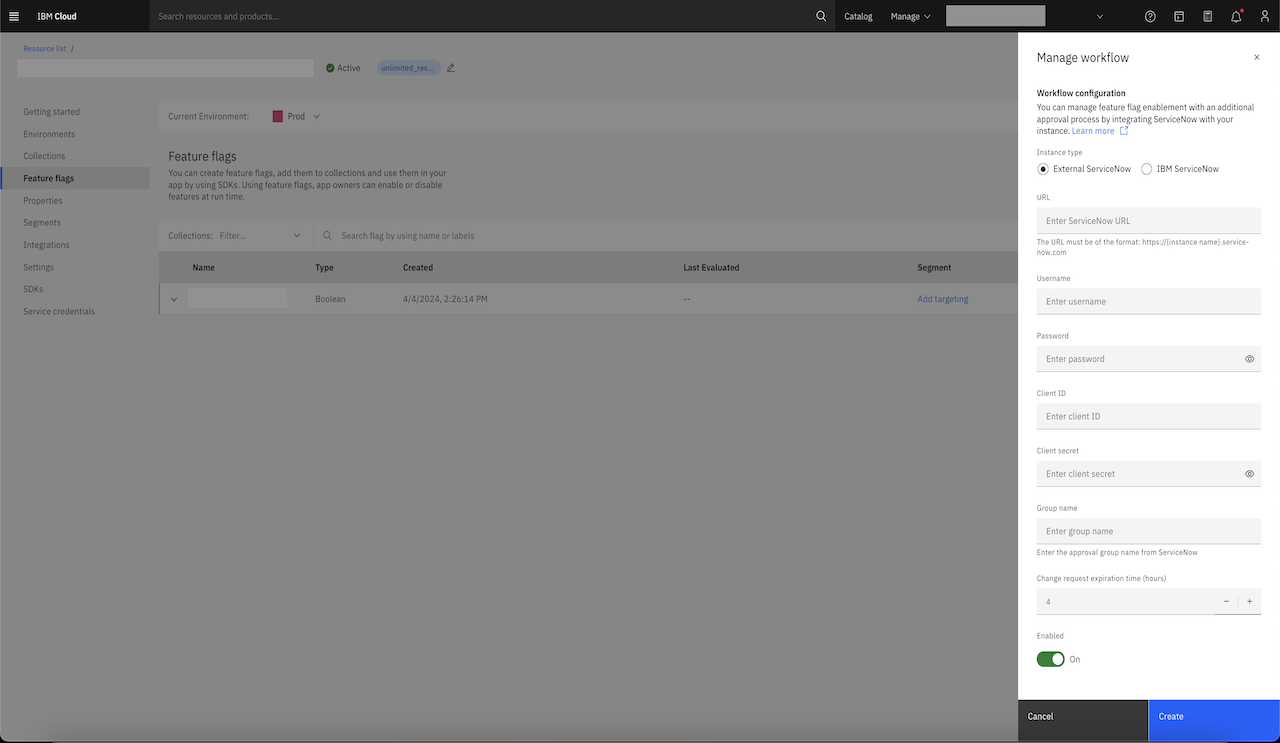 IBM Cloud
Search resources and products...
Catalog
Manage
Resource list /
Active
unlimited_res...
Getting started
Environments
Collections
Feature flags
Properties
Segments
Integrations
Settings
SDKs
Service credentials
Current Environment:
Prod
Feature flags
You can create feature flags, add them to collections and use them in your
app by using SDKs. Using feature flags, app owners can enable or disable
features at run time.
Collections: Filter...
Search flag by using name or labels
Name Type Created Last Evaluated Segment
Boolean 4/4/2024, 2:26:14 PM -- Add targeting
Manage workflow
Workflow configuration
You can manage feature flag enablement with an additional
approval process by integrating ServiceNow with your
instance. Learn more
Instance type
External ServiceNow IBM ServiceNow
URL
Enter ServiceNow URL
The URL must be of the format: https://{instance name}.service-
now.com
Username
Enter username
Password
Enter password
Client ID
Enter client ID
Client secret
Enter client secret
Group name
Enter group name
Enter the approval group name from ServiceNow
Change request expiration time (hours)
4
Enabled
On
Cancel
Create